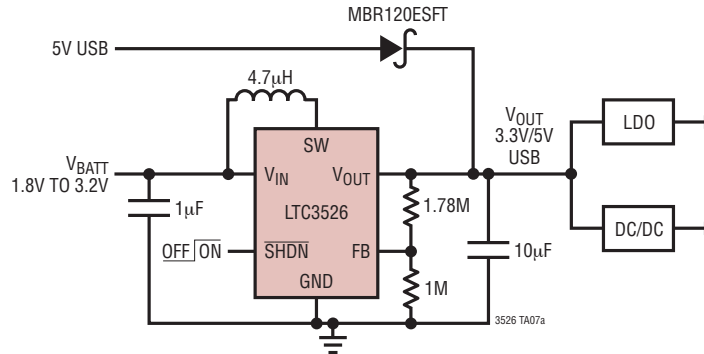 MBR120ESFT
5V USB
4.7µH
VOUT
3.3V/5V
USB
LDO
SW
VBATT
1.8V TO 3.2V
VIN
VOUT
1.78M
1µF
LTC3526
DC/DC
OFF ON
SHDN
FB
10µF
GND
1M
3526 TA07a